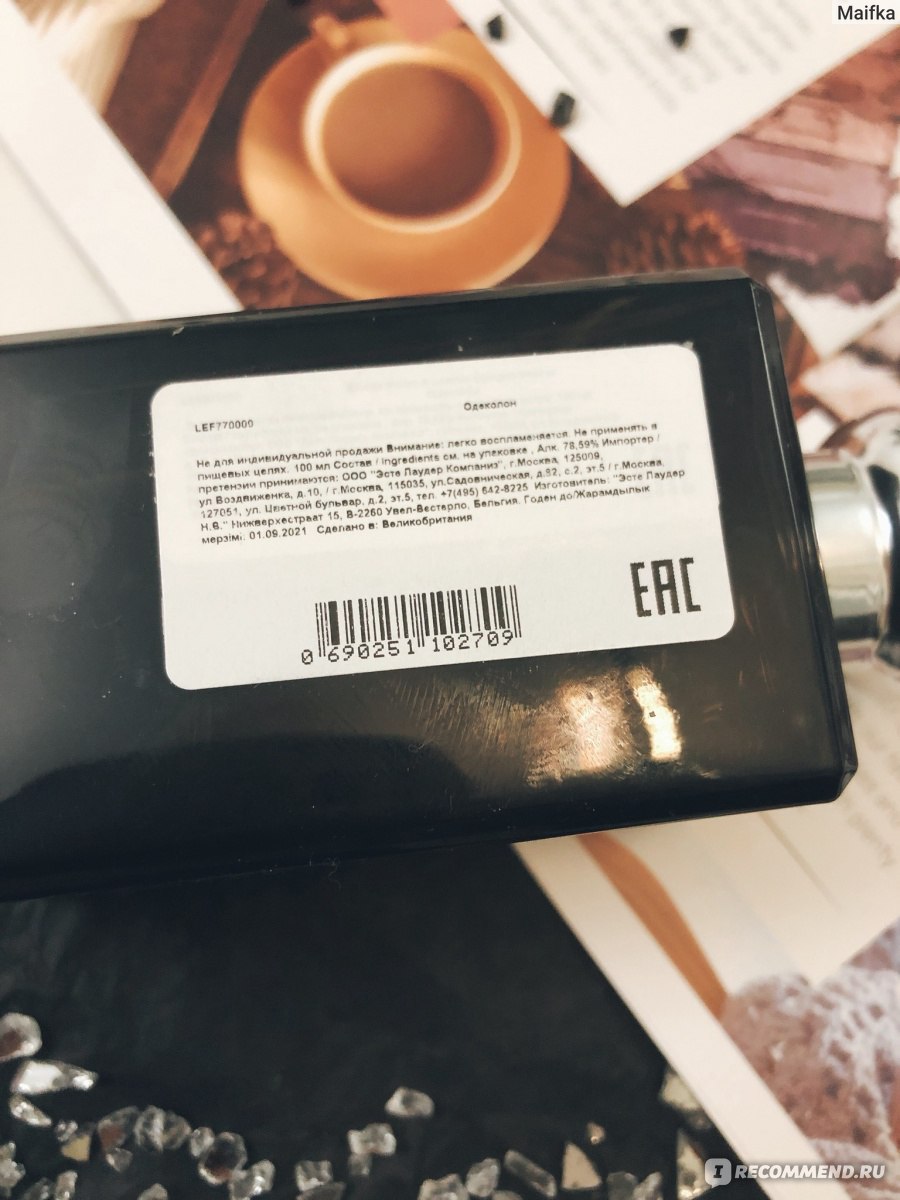 Maifka
Одеколон
LEF770000
Не для индивидуальной продажи Внимание: легко воспламеняется. Не применять в
пищевых целях. 100 мл Состав / Ingredients см. на упаковке , Алк. 78,59% Импортер /
претензии принимаются: ООО "Эсте Лаудер Компаниз", г.Москва, 125009,
ул Воздвиженка, д.10, / г.Москва, 115035, ул.Садовническая, д.82, с.2, эт.5 / г.Москва,
127051, ул. Цветной бульвар, д.2, эт.5, тел. +7(495) 642-8225 Изготовитель: "Эсте Лаудер
Н.В." Нижверхестраат 15, В-2260 Увел-Вестерло, Бельгия. Годен до/Жарамдылык
мерзімі: 01.09.2021 Сделано в: Великобритания
EAC
0 690251 102709
I RECOMMEND.RU